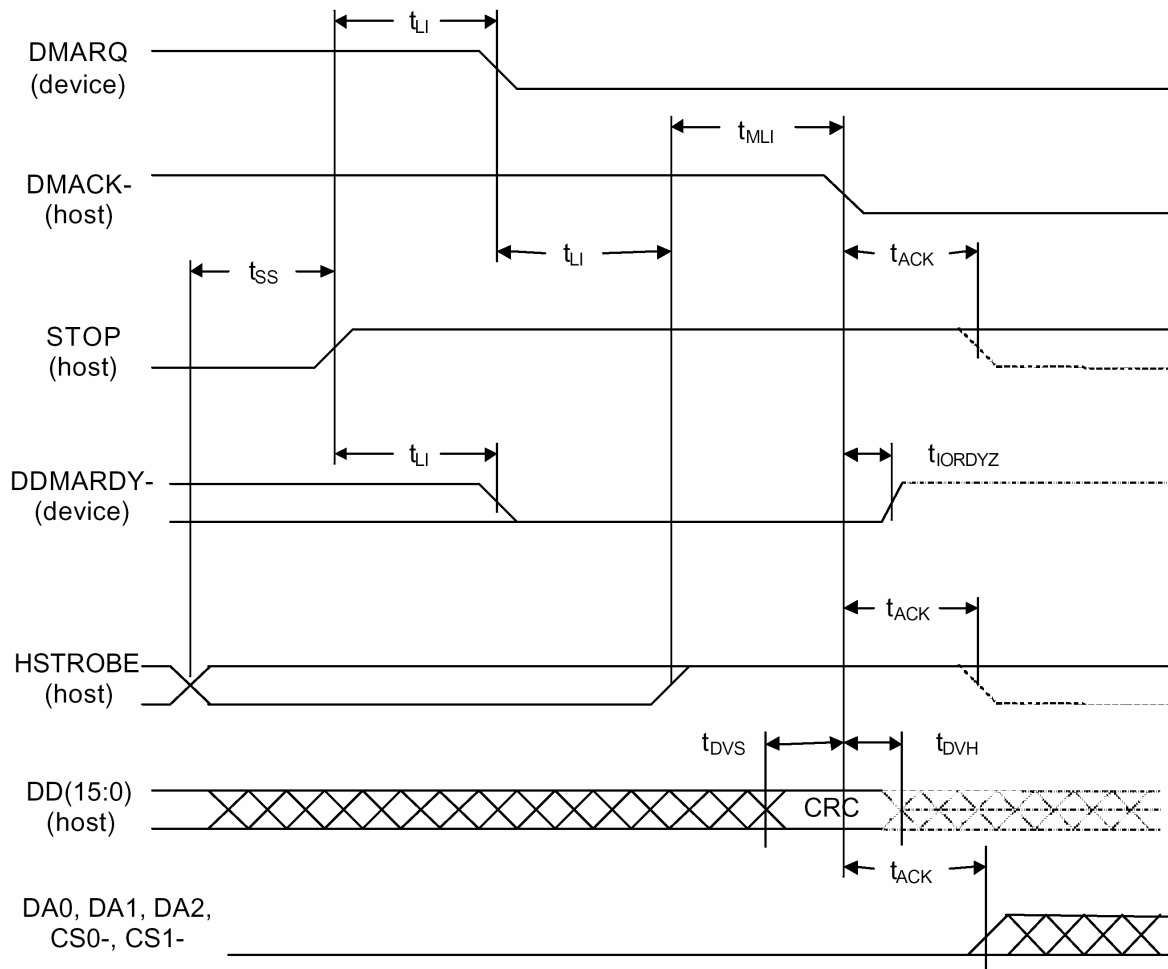 tLI
DMARQ
(device)
tMLI
DMACK-
(host)
tLI
tACK
tSS
STOP
(host)
tLI
tIORDYZ
DDMARDY-
(device)
tACK
HSTROBE
(host)
tDVS
tDVH
DD(15:0)
(host)
CRC
tACK
DA0, DA1, DA2,
CS0-, CS1-